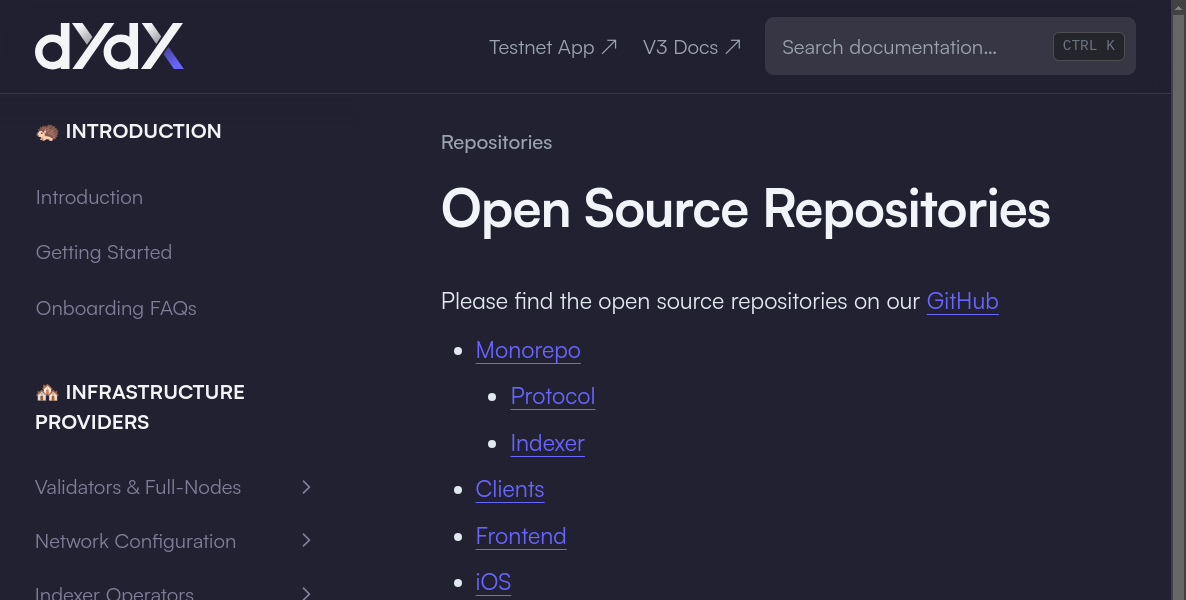 dYdX
Testnet App ↗ V3 Docs ↗ Search documentation... CTRL K
INTRODUCTION
Introduction
Getting Started
Onboarding FAQs
INFRASTRUCTURE
PROVIDERS
Validators & Full-Nodes
Network Configuration
Indexer Operators
Repositories
Open Source Repositories
Please find the open source repositories on our GitHub
Monorepo
Protocol
Indexer
Clients
Frontend
iOS